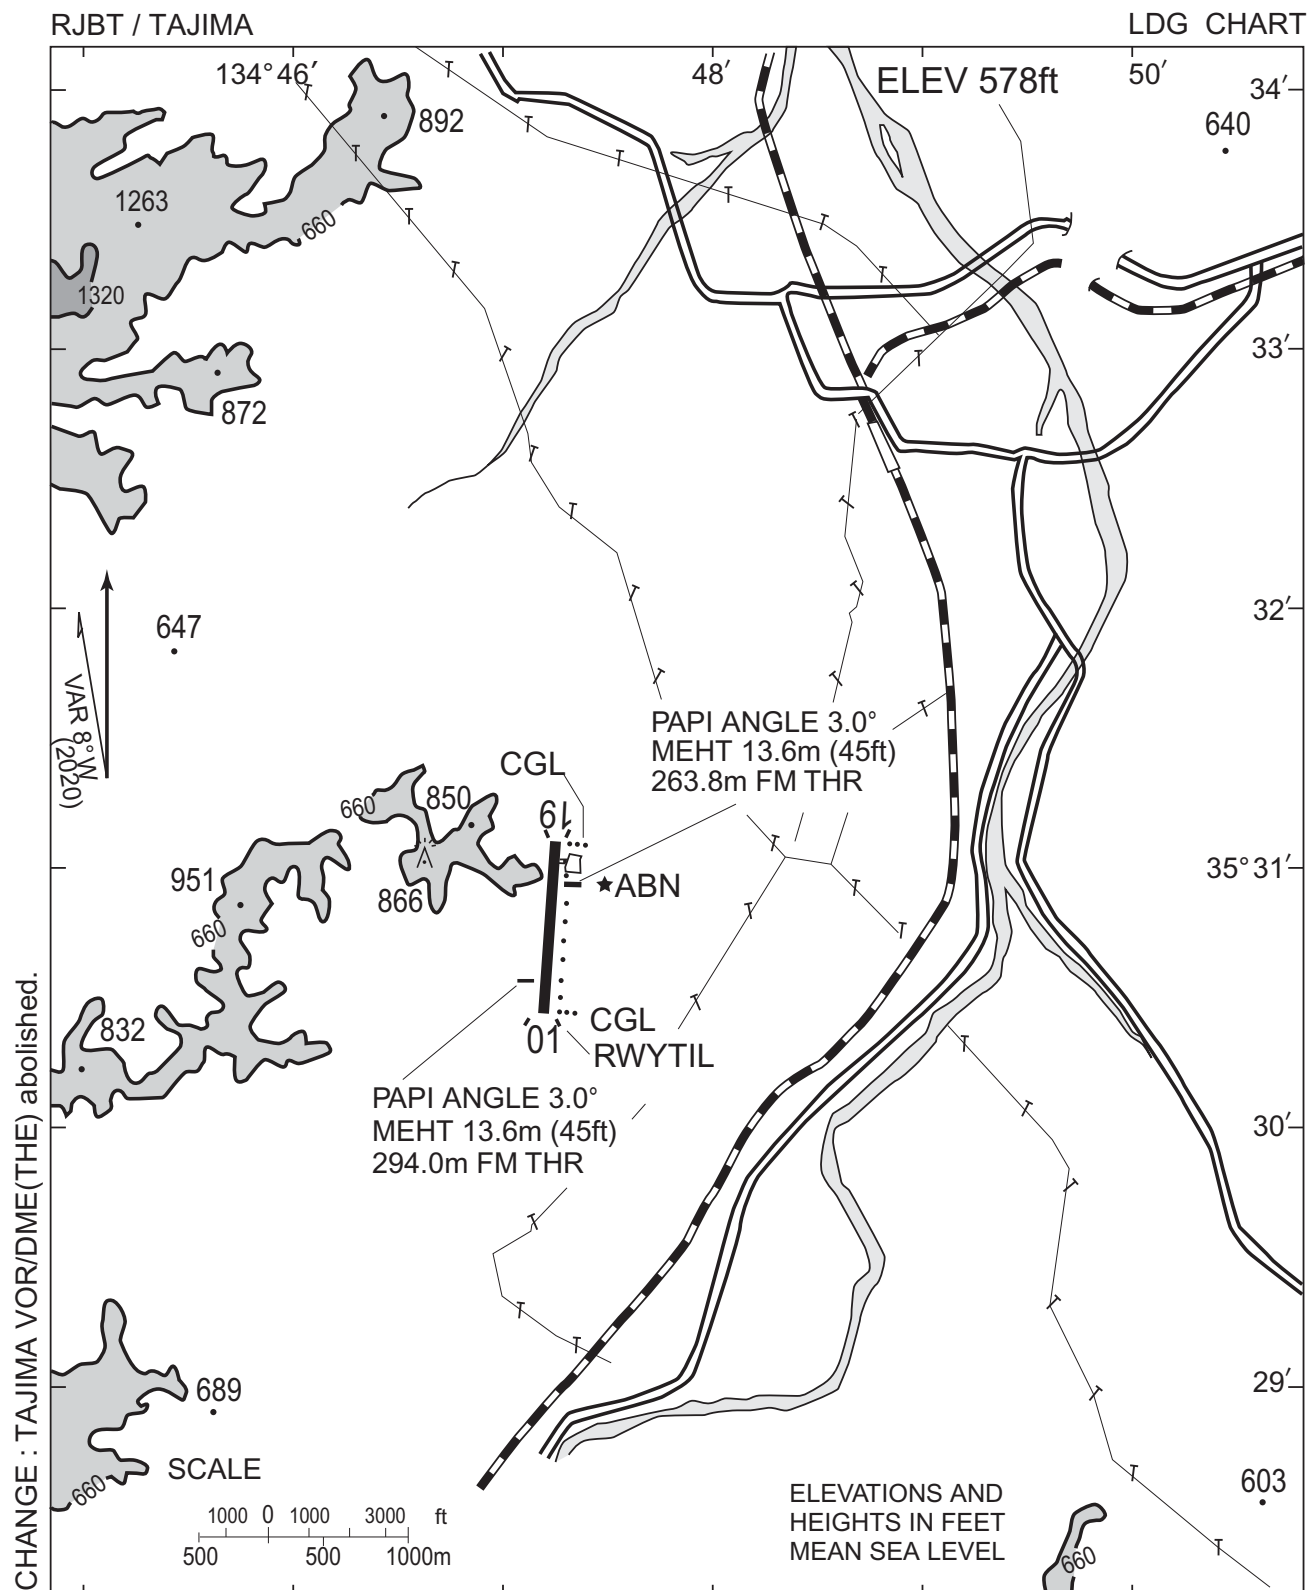 RJBT / TAJIMA
LDG CHART
134° 46′
48′
50′
ELEV 578ft
34′
640
892
1263
660
1320
33′
872
32′
647
VAR 8° W
(2020)
PAPI ANGLE 3.0°
MEHT 13.6m (45ft)
263.8m FM THR
CGL
660
850
19
35° 31′
951
866
ABN
660
832
CGL
01
RWYTIL
PAPI ANGLE 3.0°
MEHT 13.6m (45ft)
294.0m FM THR
30′
29′
689
SCALE
660
603
1000 0 1000 3000 ft
500 500 1000m
ELEVATIONS AND
HEIGHTS IN FEET
MEAN SEA LEVEL
660
CHANGE : TAJIMA VOR/DME(THE) abolished.